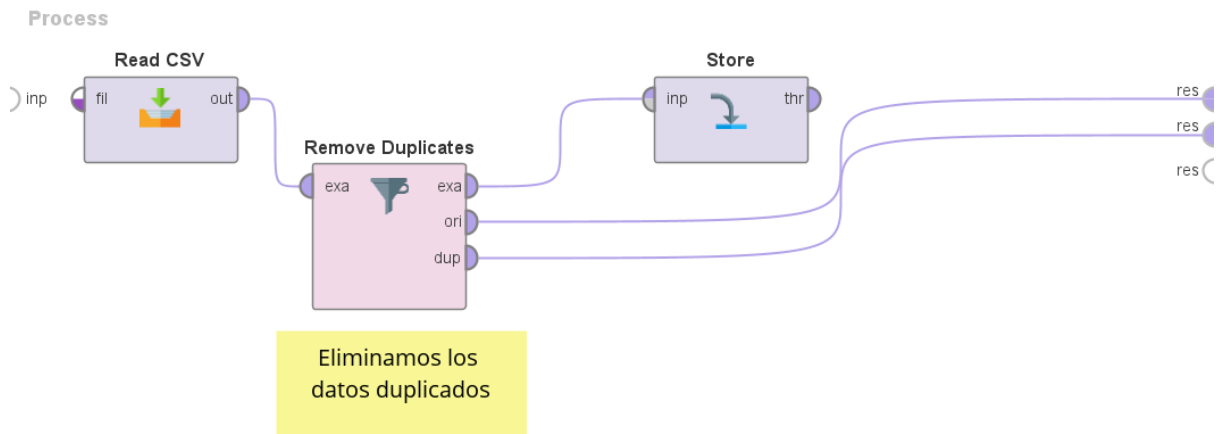 Process
Read CSV
inp
fil
out
Remove Duplicates
exa
exa
ori
dup
Store
inp
thr
res
res
res
Eliminamos los
datos duplicados